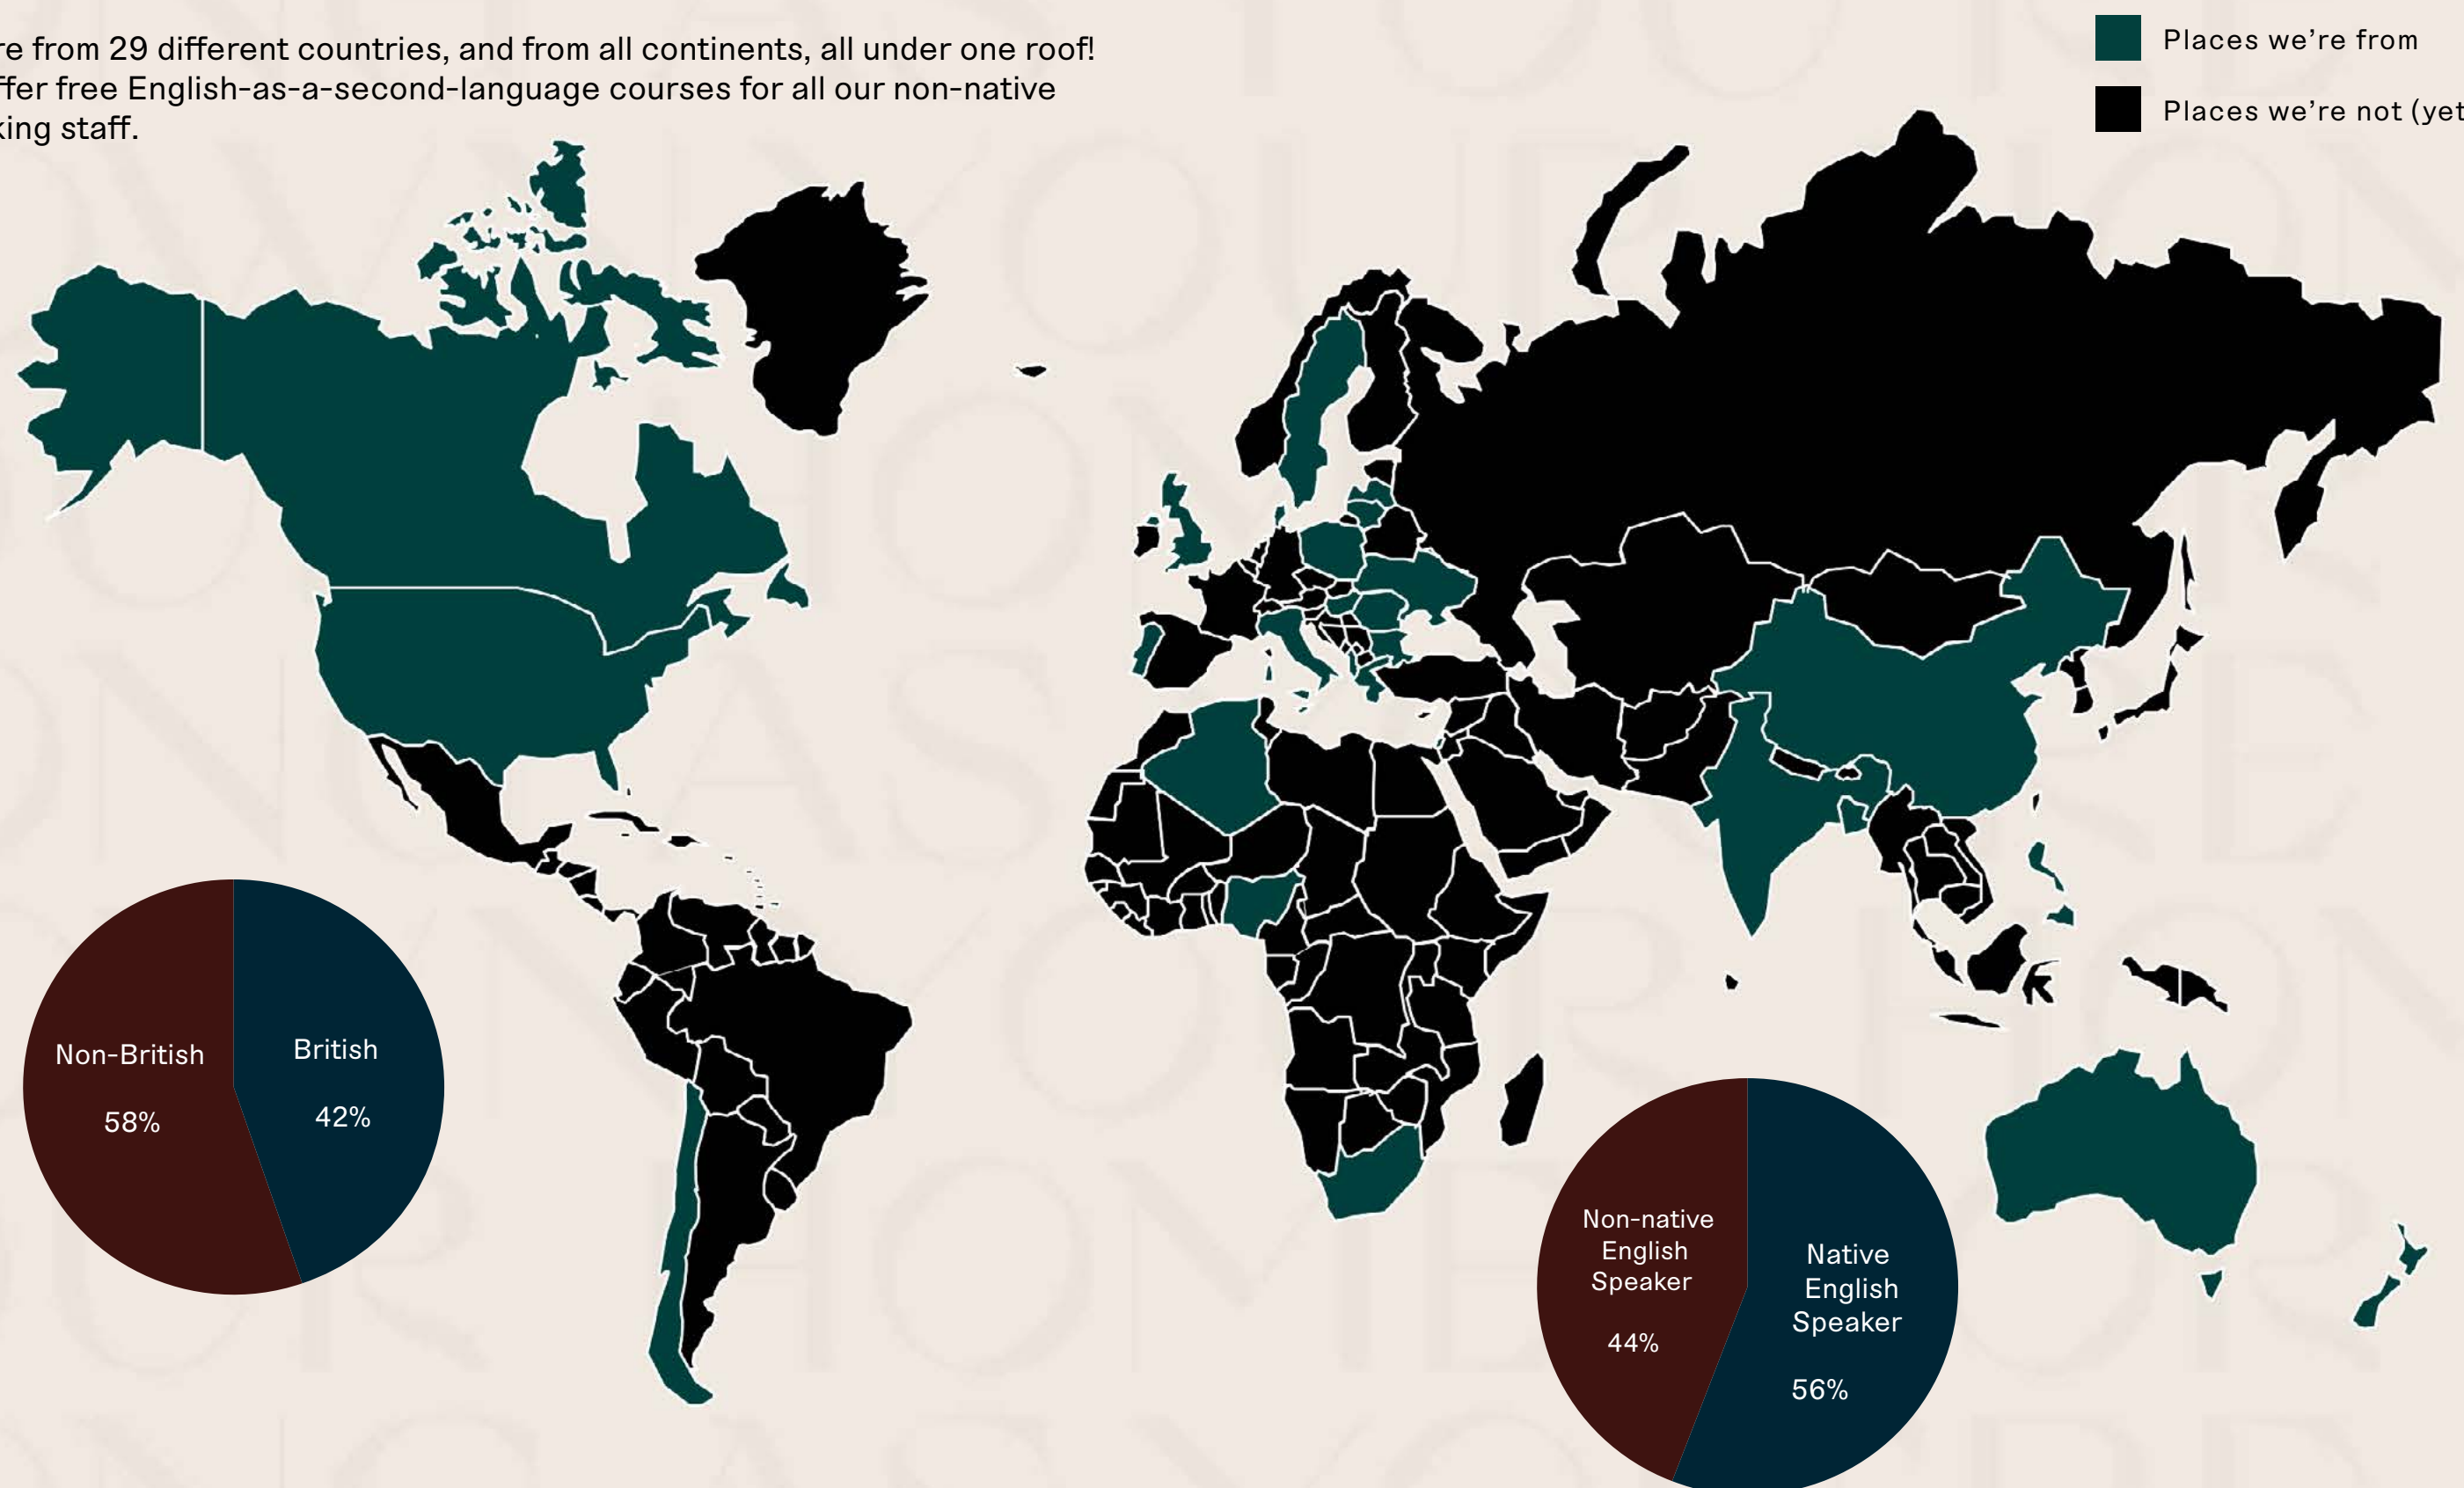 re from 29 different countries, and from all continents, all under one roof!
ffer free English-as-a-second-language courses for all our non-native
king staff.
Places we're from
Places we're not (yet
Non-British
58%
British
42%
Non-native
English
Speaker
44%
Native
English
Speaker
56%